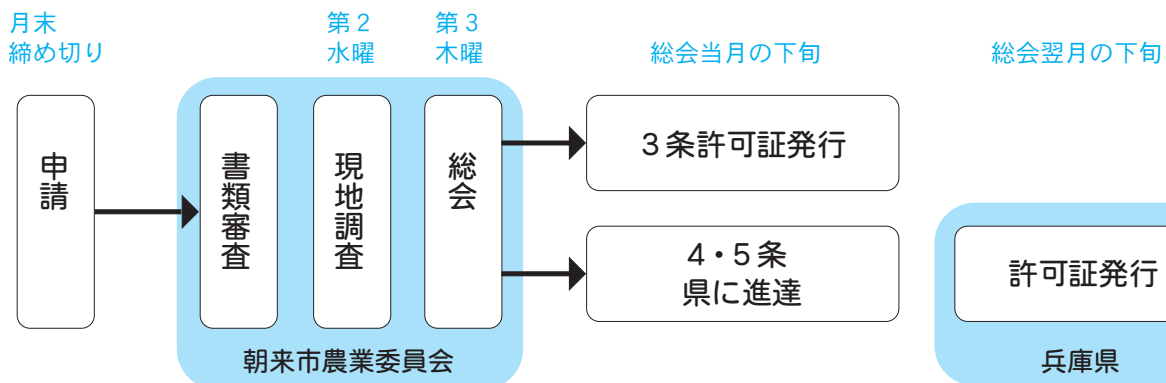 月末
締め切り
第2
水曜
第3
木曜
総会当月の下旬
総会翌月の下旬
申請
書類審査
現地調査
総会
3条許可証発行
4・5条
県に進達
許可証発行
朝来市農業委員会
兵庫県